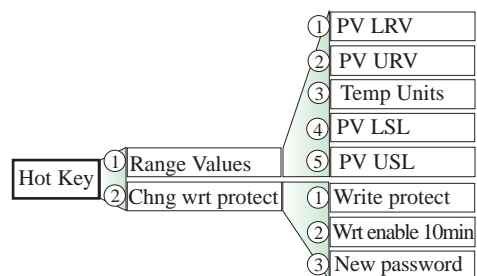 Hot Key
1 Range Values
2 Chng wrt protect
1 PV LRV
2 PV URV
3 Temp Units
4 PV LSL
5 PV USL
1 Write protect
2 Wrt enable 10min
3 New password